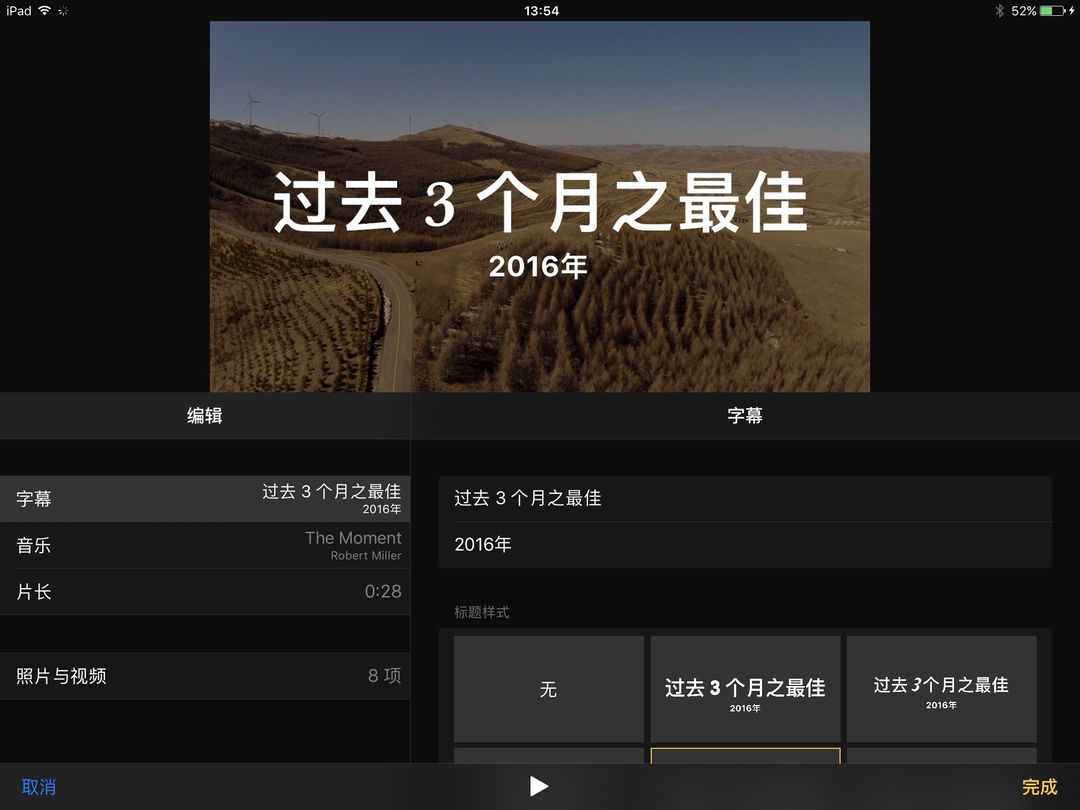 iPad 13:54 52%
过去 3 个月之最佳
2016年
编辑
字幕
字幕 过去 3 个月之最佳
2016年
音乐 The Moment
Robert Miller
片长 0:28
照片与视频 8 项
过去 3 个月之最佳
2016年
标题样式
无
过去 3 个月之最佳
2016年
过去 3个月之最佳
2016年
取消
完成